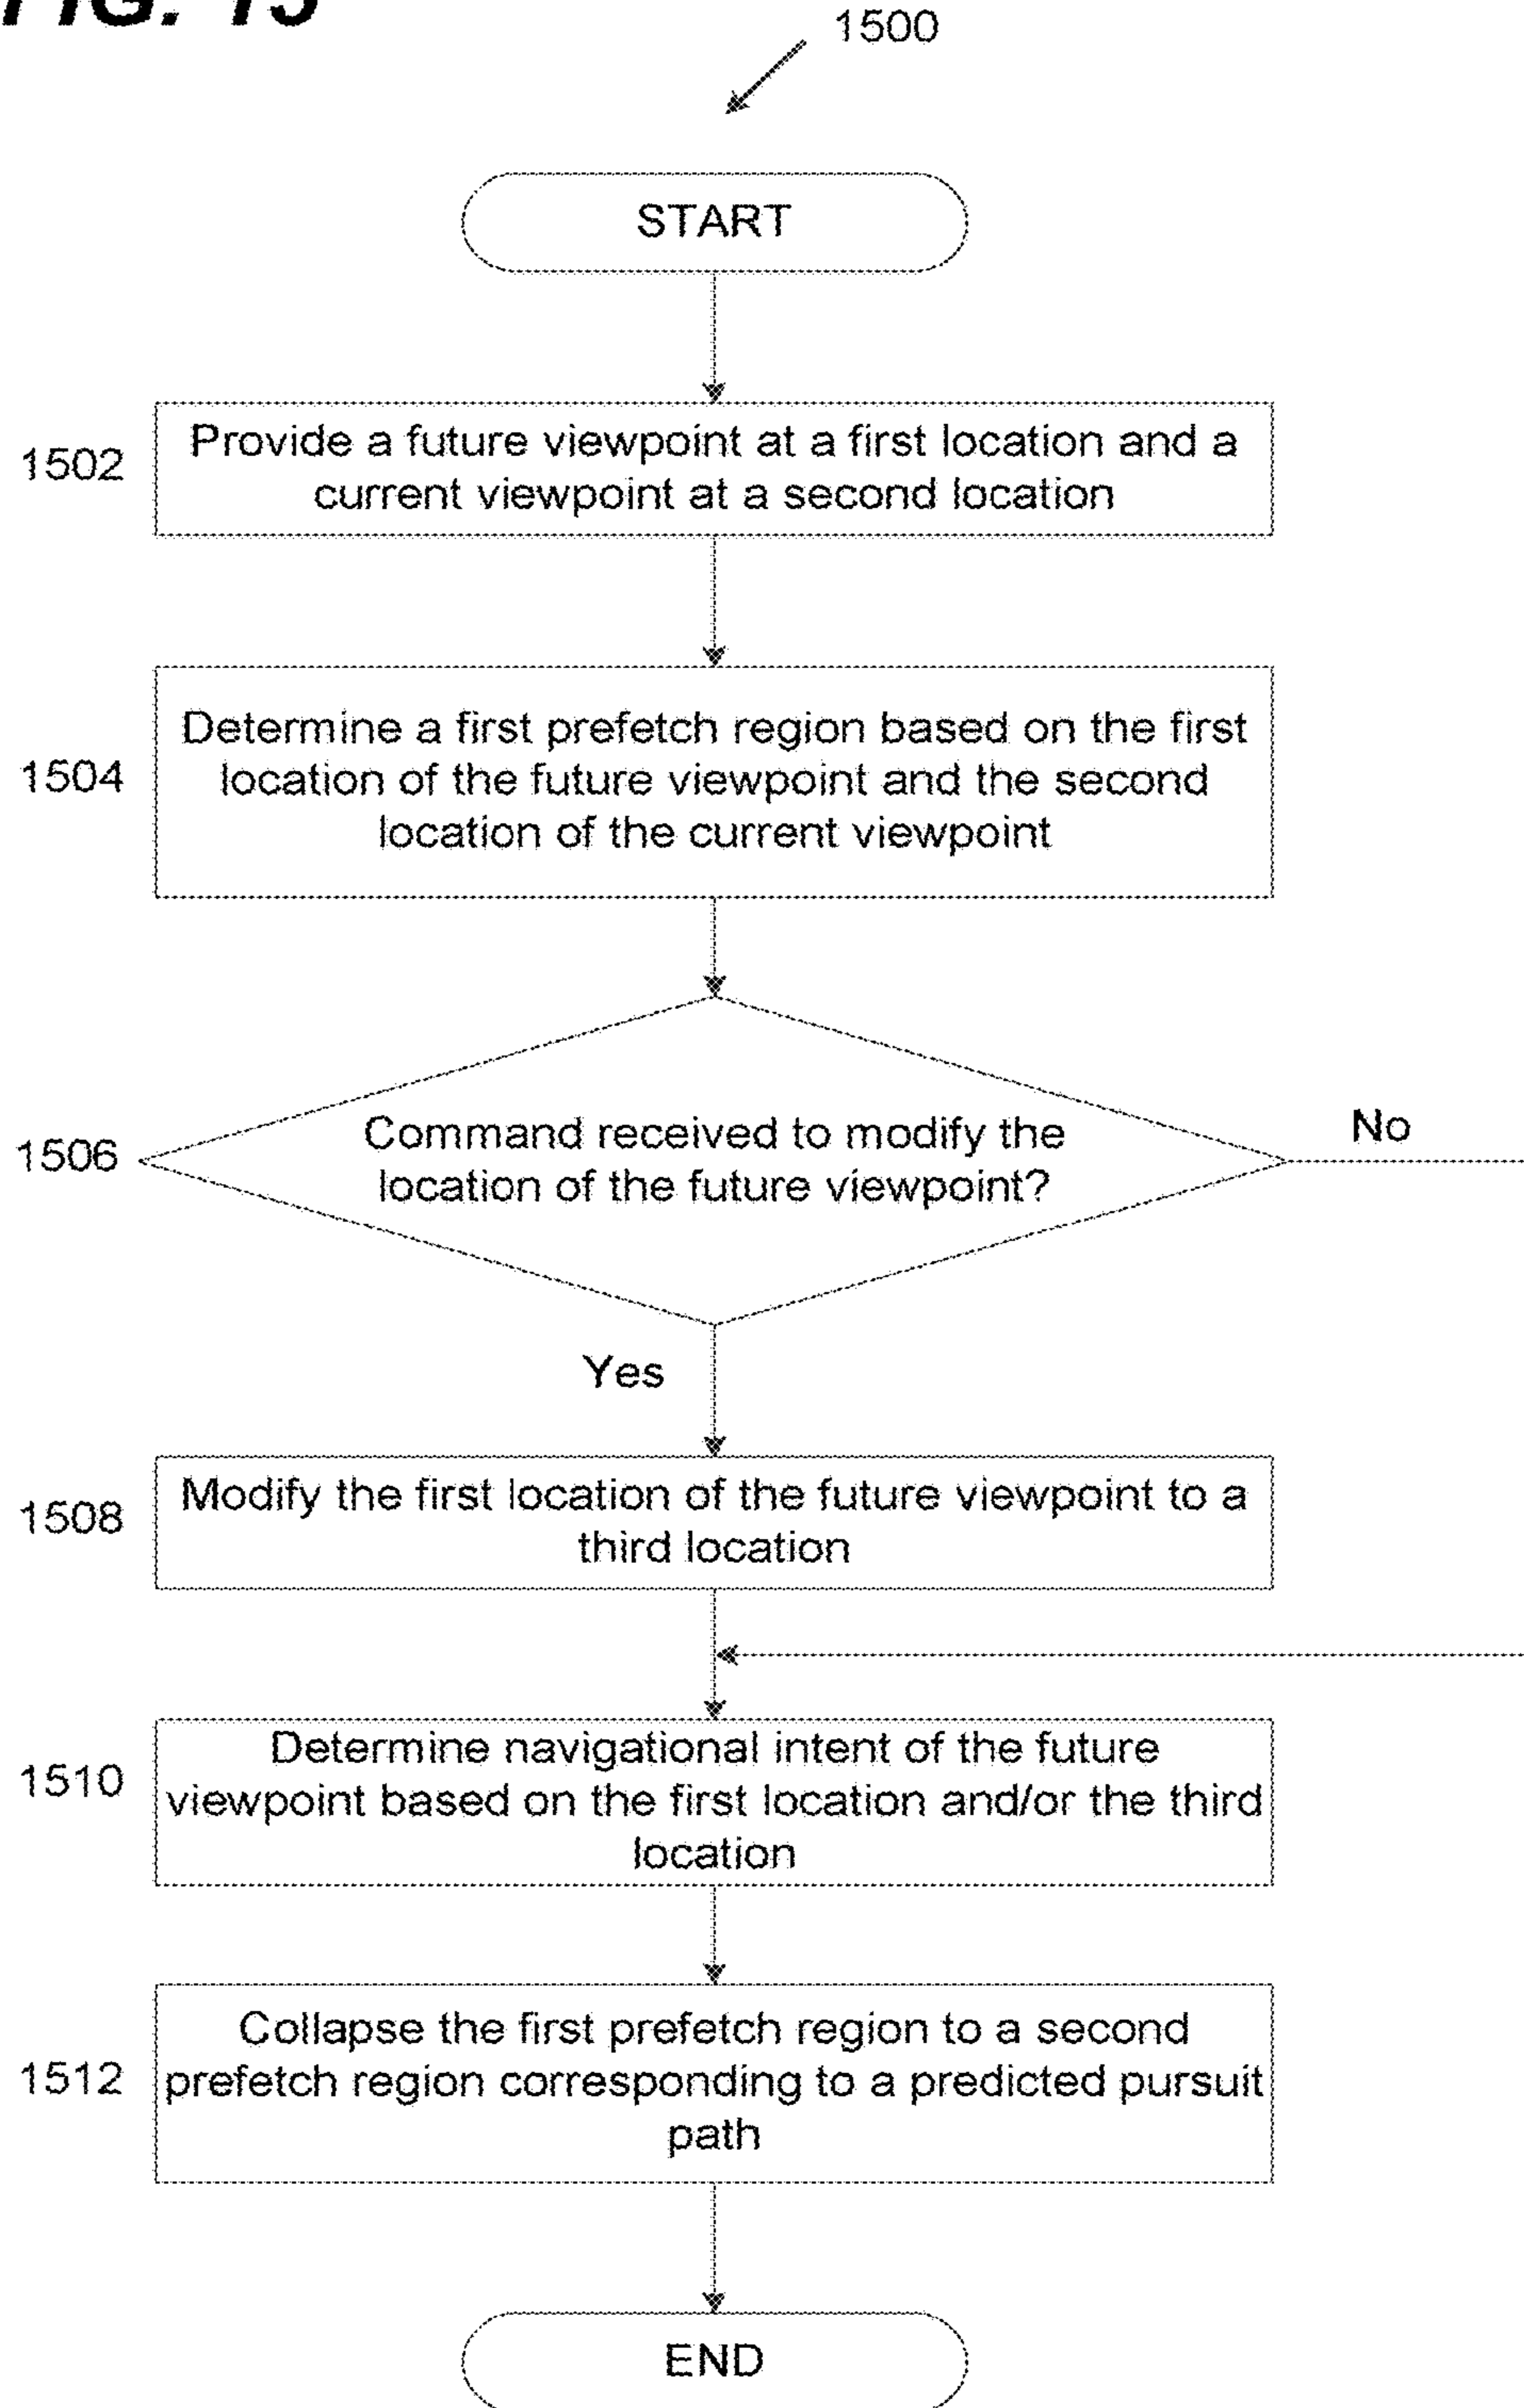 FIG. 15
1500
START
1502
Provide a future viewpoint at a first location and a
current viewpoint at a second location
1504
Determine a first prefetch region based on the first
location of the future viewpoint and the second
location of the current viewpoint
1506
Command received to modify the
location of the future viewpoint?
No
Yes
1508
Modify the first location of the future viewpoint to a
third location
1510
Determine navigational intent of the future
viewpoint based on the first location and/or the third
location
1512
Collapse the first prefetch region to a second
prefetch region corresponding to a predicted pursuit
path
END